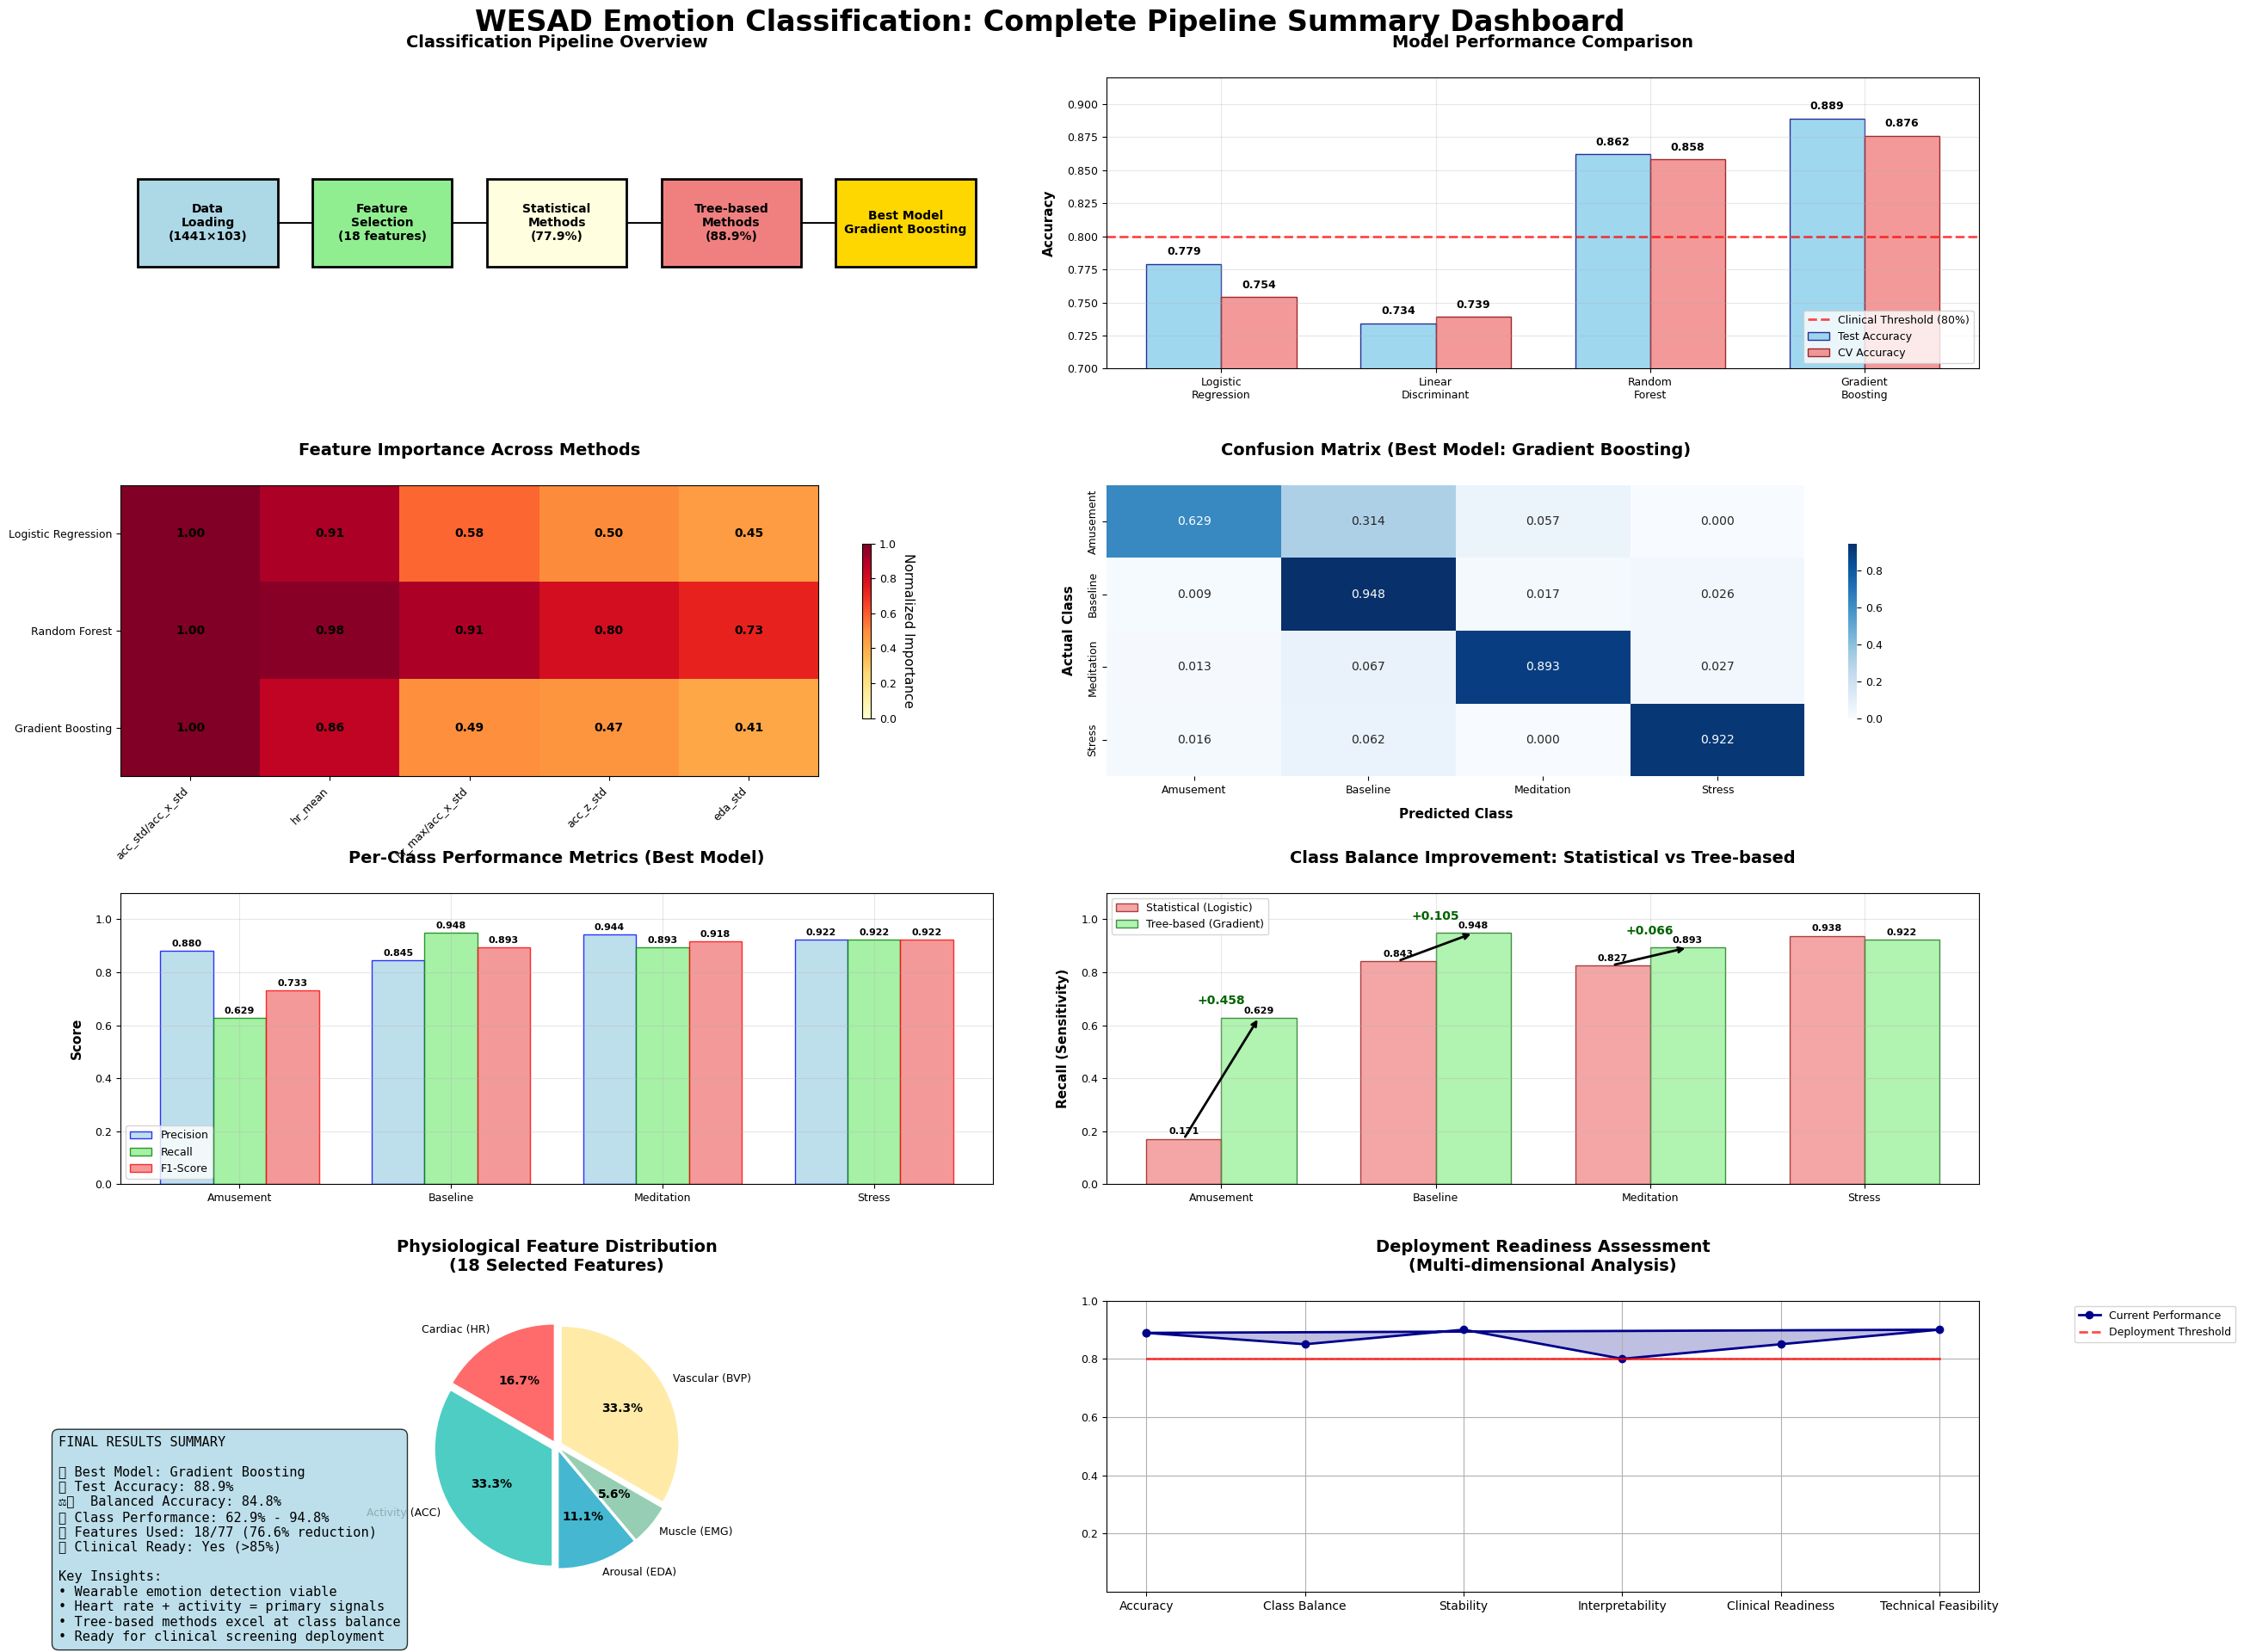 WESAD Emotion Classification: Complete Pipeline Summary Dashboard
Classification Pipeline Overview
Data
Loading
(1441×103)
Feature
Selection
(18 features)
Statistical
Methods
(77.9%)
Tree-based
Methods
(88.9%)
Best Model
Gradient Boosting
Model Performance Comparison
Accuracy
0.900
0.875
0.850
0.825
0.800
0.775
0.750
0.725
0.700
0.779
0.754
0.734
0.739
0.862
0.858
0.889
0.876
Clinical Threshold (80%)
Test Accuracy
CV Accuracy
Logistic
Regression
Linear
Discriminant
Random
Forest
Gradient
Boosting
Feature Importance Across Methods
Logistic Regression
1.00 0.91 0.58 0.50 0.45
Random Forest
1.00 0.98 0.91 0.80 0.73
Gradient Boosting
1.00 0.86 0.49 0.47 0.41
acc_std/acc_x_std
hr_mean
_max/acc_x_std
acc_z_std
eda_std
1.0
0.8
0.6
0.4
0.2
0.0
Normalized Importance
Confusion Matrix (Best Model: Gradient Boosting)
Actual Class
Amusement
0.629 0.314 0.057 0.000
Baseline
0.009 0.948 0.017 0.026
Meditation
0.013 0.067 0.893 0.027
Stress
0.016 0.062 0.000 0.922
Amusement Baseline Meditation Stress
Predicted Class
0.8
0.6
0.4
0.2
0.0
Per-Class Performance Metrics (Best Model)
Score
1.0
0.8
0.6
0.4
0.2
0.0
0.880
0.629
0.733
0.845
0.948
0.893
0.944
0.893
0.918
0.922
0.922
0.922
Precision
Recall
F1-Score
Amusement Baseline Meditation Stress
Class Balance Improvement: Statistical vs Tree-based
Recall (Sensitivity)
1.0
0.8
0.6
0.4
0.2
0.0
Statistical (Logistic)
Tree-based (Gradient)
0.171
+0.458
0.629
0.843
+0.105
0.948
0.827
+0.066
0.893
0.938
0.922
Amusement Baseline Meditation Stress
Physiological Feature Distribution
(18 Selected Features)
Cardiac (HR)
16.7%
Vascular (BVP)
33.3%
Activity (ACC)
33.3%
Arousal (EDA)
11.1%
Muscle (EMG)
5.6%
FINAL RESULTS SUMMARY
Best Model: Gradient Boosting
Test Accuracy: 88.9%
⚖ Balanced Accuracy: 84.8%
Class Performance: 62.9% - 94.8%
Features Used: 18/77 (76.6% reduction)
Clinical Ready: Yes (>85%)
Key Insights:
• Wearable emotion detection viable
• Heart rate + activity = primary signals
• Tree-based methods excel at class balance
• Ready for clinical screening deployment
Deployment Readiness Assessment
(Multi-dimensional Analysis)
1.0
0.8
0.6
0.4
0.2
Accuracy Class Balance Stability Interpretability Clinical Readiness Technical Feasibility
Current Performance
Deployment Threshold